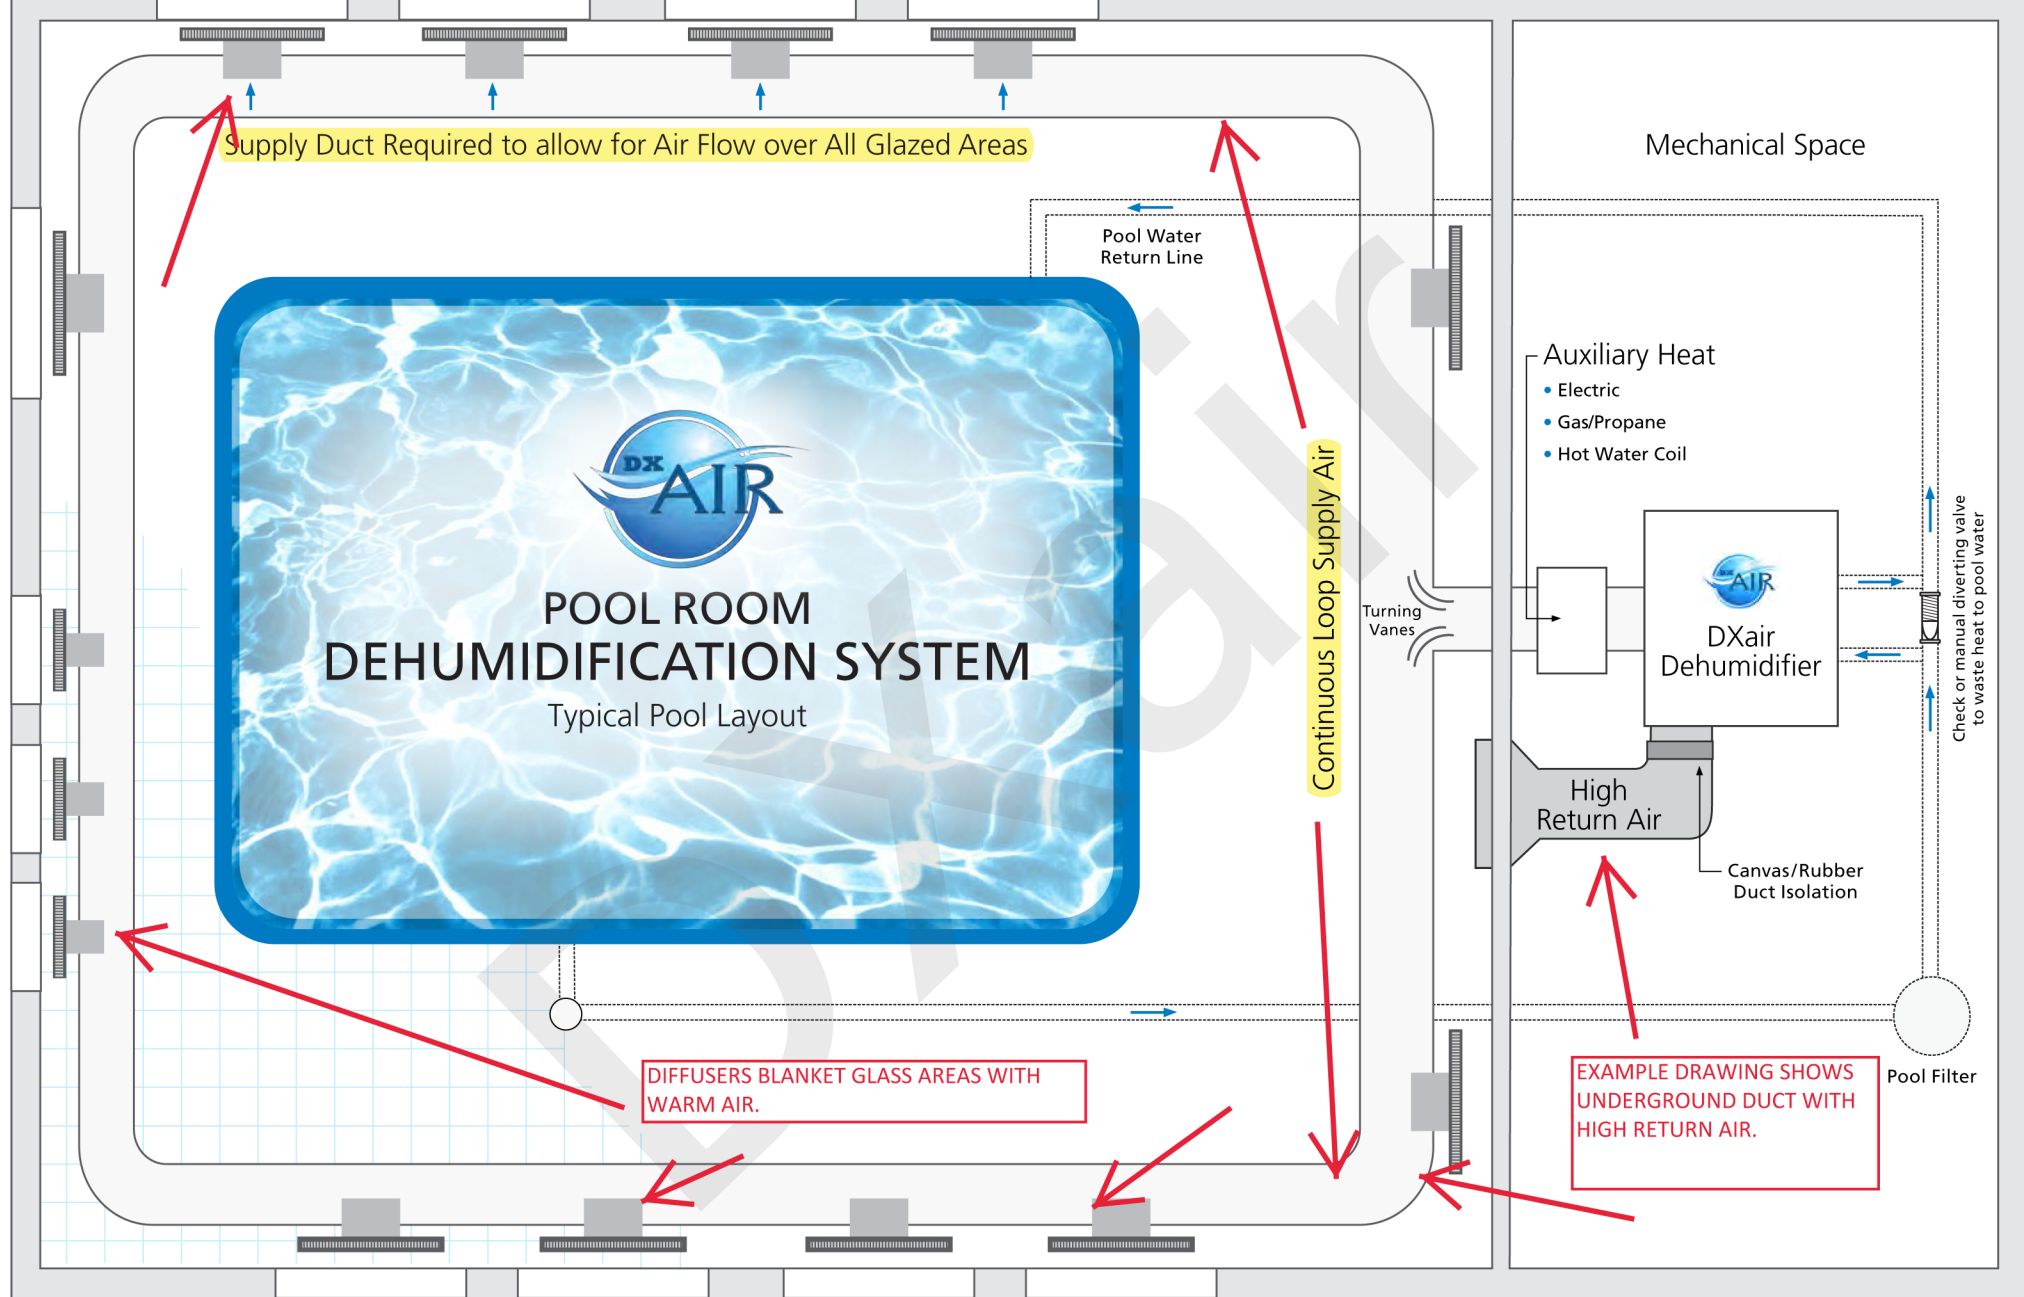 Supply Duct Required to allow for Air Flow over All Glazed Areas
Mechanical Space
Pool Water
Return Line
Auxiliary Heat
• Electric
• Gas/Propane
• Hot Water Coil
DX
AIR
POOL ROOM
DEHUMIDIFICATION SYSTEM
Typical Pool Layout
Continuous Loop Supply Air
Turning
Vanes
DX
AIR
DXair
Dehumidifier
Check or manual diverting valve
to waste heat to pool water
High
Return Air
Canvas/Rubber
Duct Isolation
DIFFUSERS BLANKET GLASS AREAS WITH
WARM AIR.
EXAMPLE DRAWING SHOWS
UNDERGROUND DUCT WITH
HIGH RETURN AIR.
Pool Filter
DXair